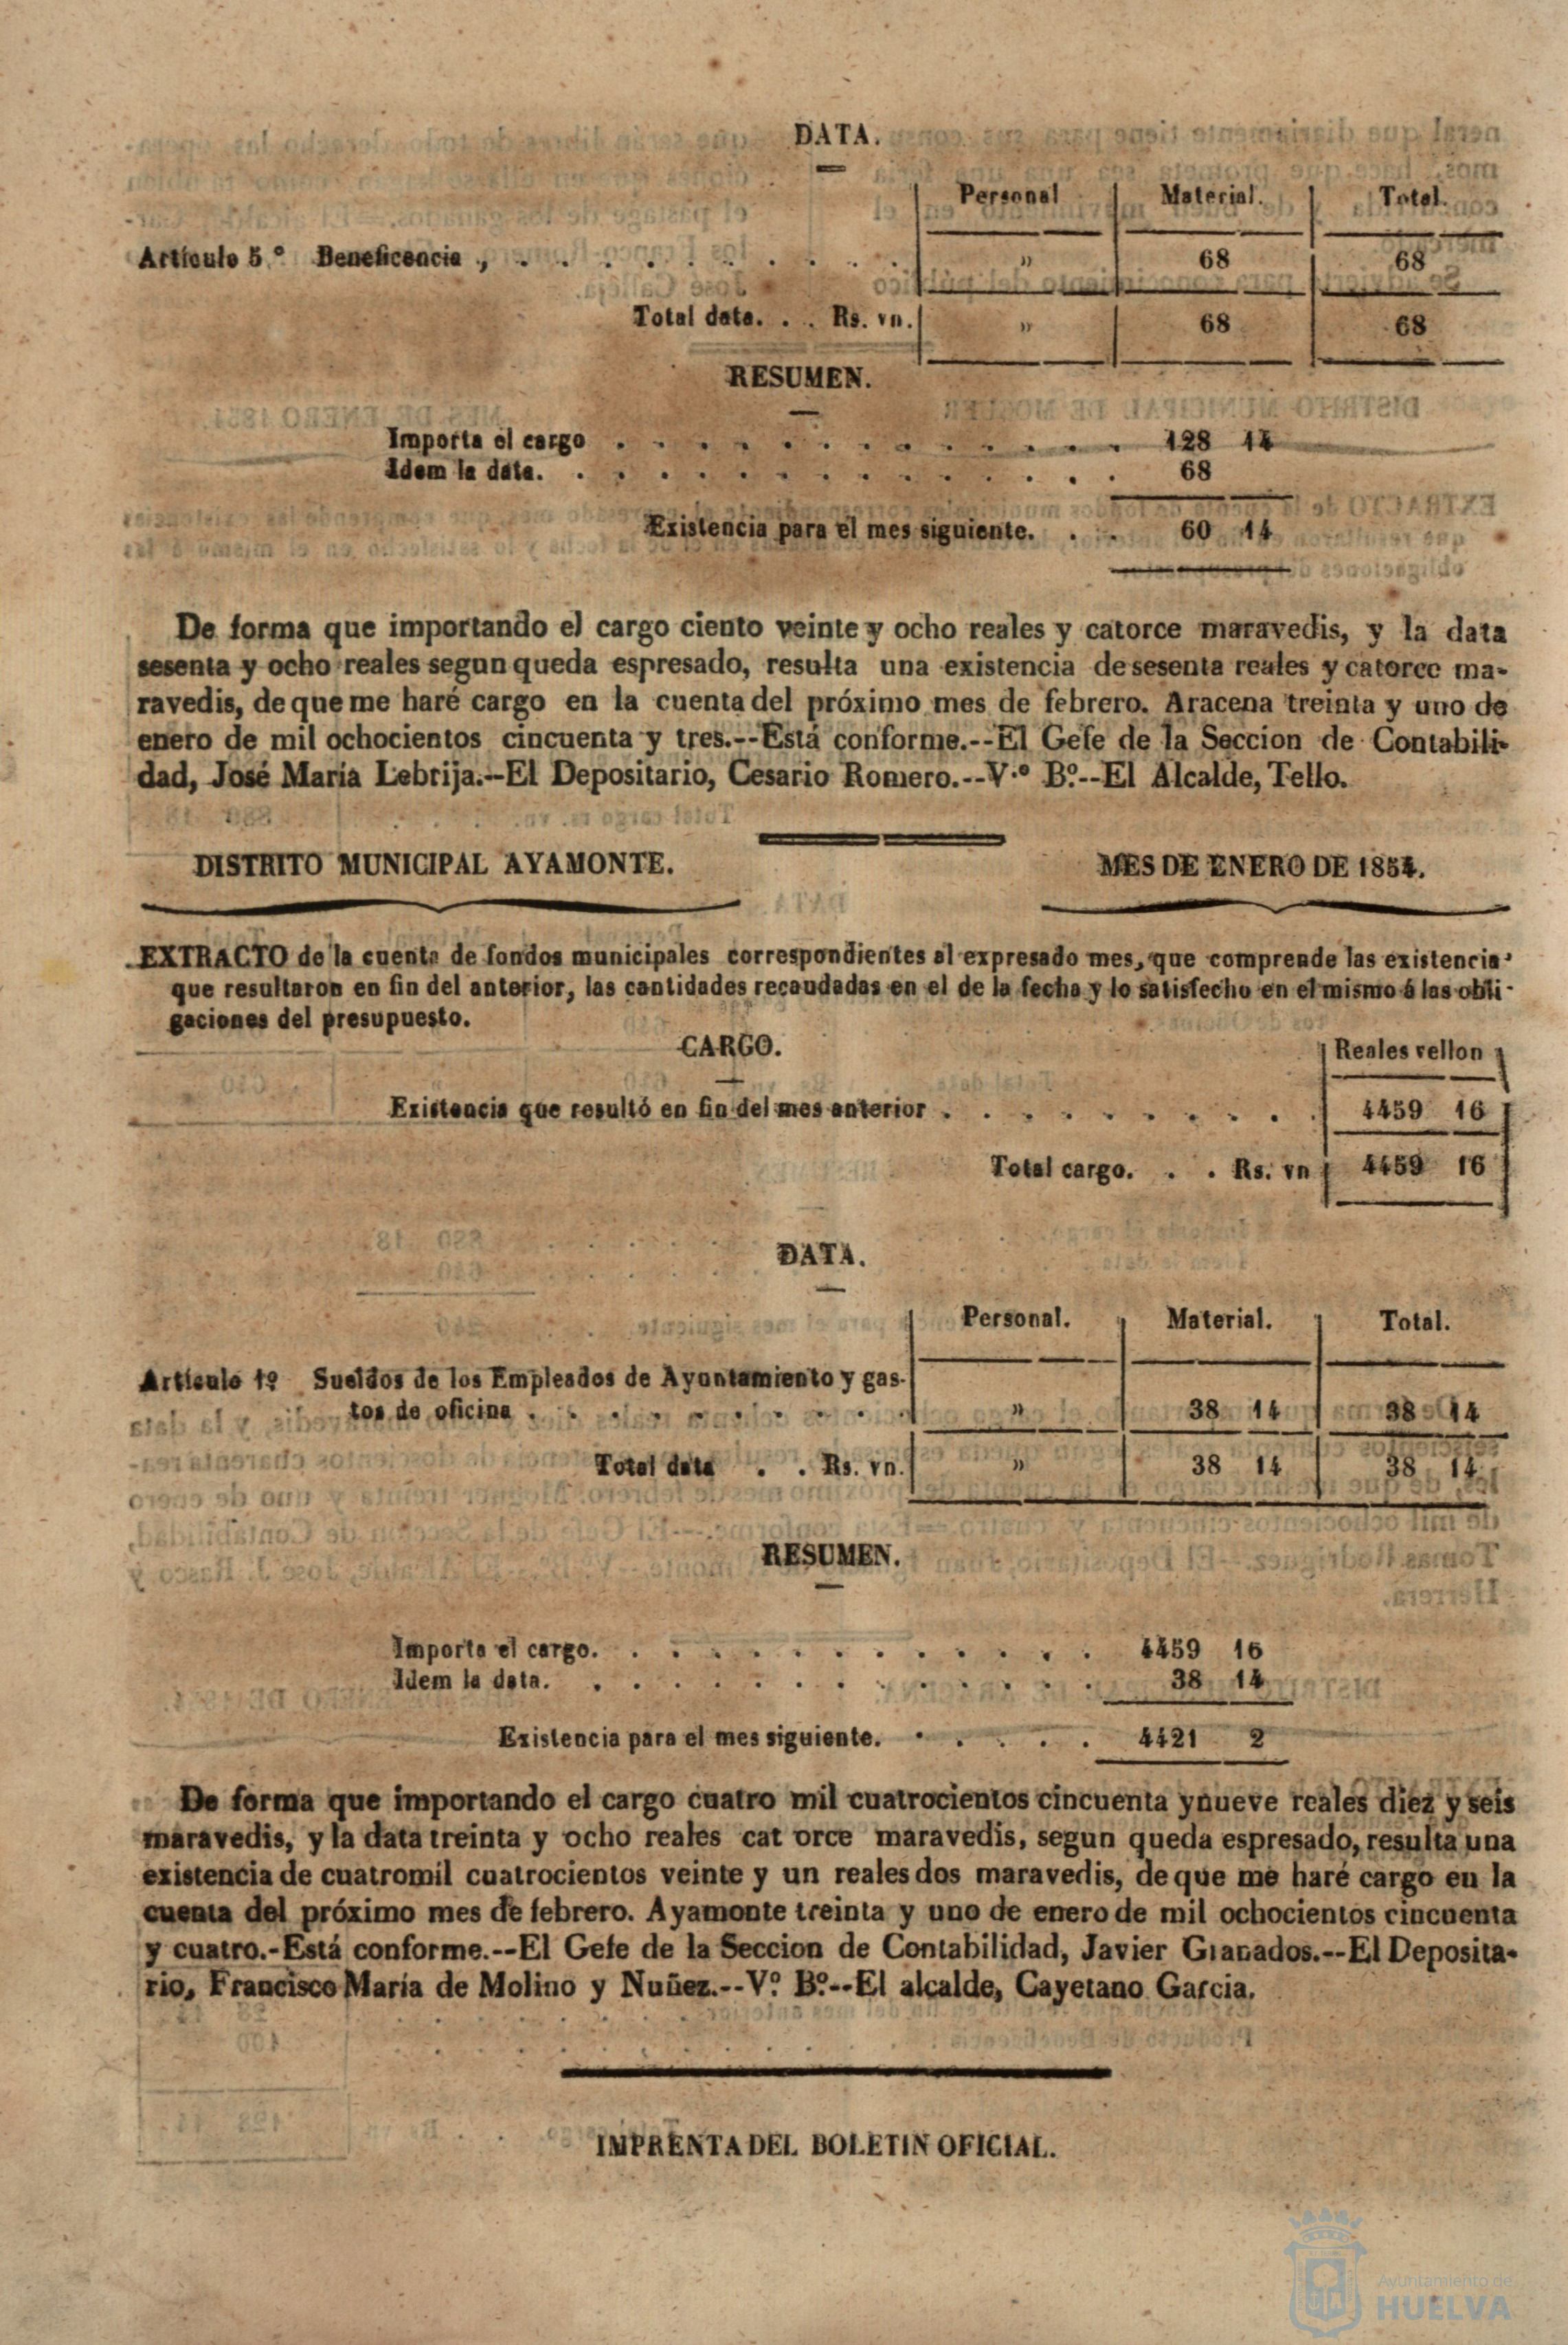 DATA.
Personal Material. Total.
Artículo 5.º Beneficencia , . . . . . . . . . . » 68 68
Total data. . . Rs. vn. » 68 68
RESUMEN.
Importa el cargo . . . . . . . . . . . . . 128 14
Idem la data. . . . . . . . . . . . . . . 68
Existencia para el mes siguiente. . . 60 14
De forma que importando el cargo ciento veinte y ocho reales y catorce maravedis, y la data
sesenta y ocho reales segun queda espresado, resulta una existencia de sesenta reales y catorce ma-
ravedis, de que me haré cargo en la cuenta del próximo mes de febrero. Aracena treinta y uno de
enero de mil ochocientos cincuenta y tres.--Está conforme.--El Gefe de la Seccion de Contabili-
dad, José María Lebrija.--El Depositario, Cesario Romero.--V.º B.º--El Alcalde, Tello.
DISTRITO MUNICIPAL AYAMONTE. MES DE ENERO DE 1854.
EXTRACTO de la cuenta de fondos municipales correspondientes al expresado mes, que comprende las existencia'
que resultaron en fin del anterior, las cantidades recaudadas en el de la fecha y lo satisfecho en el mismo á las obli-
gaciones del presupuesto.
CARGO.
Reales vellon
Existencia que resultó en fin del mes anterior . . . . . . . . . . 4459 16
Total cargo. . . Rs. vn 4459 16
DATA.
Personal. Material. Total.
Artículo 1º Sueldos de los Empleados de Ayuntamiento y gas-
tos de oficina . . . . . . . . . . » 38 14 38 14
Total data . . Rs. vn. » 38 14 38 14
RESUMEN.
Importa el cargo. . . . . . . . . . . . . 4459 16
Idem la data. . . . . . . . . . . . . . 38 14
Existencia para el mes siguiente. . . . . . 4421 2
De forma que importando el cargo cuatro mil cuatrocientos cincuenta y nueve reales diez y seis
maravedis, y la data treinta y ocho reales cat orce maravedis, segun queda espresado, resulta una
existencia de cuatromil cuatrocientos veinte y un reales dos maravedis, de que me haré cargo en la
cuenta del próximo mes de febrero. Ayamonte treinta y uno de enero de mil ochocientos cincuenta
y cuatro.-Está conforme.--El Gefe de la Seccion de Contabilidad, Javier Granados.--El Deposita-
rio, Francisco María de Molino y Nuñez.--Vº. Bº.--El alcalde, Cayetano Garcia.
IMPRENTA DEL BOLETIN OFICIAL.
Ayuntamiento de
HUELVA